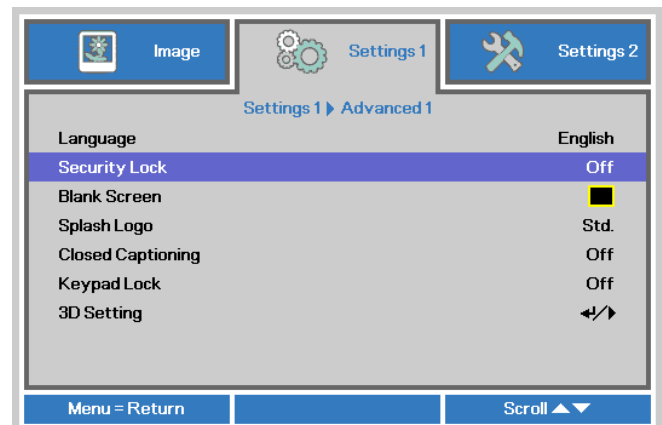 Image Settings 1 Settings 2
Settings 1 Advanced 1
Language English
Security Lock Off
Blank Screen
Splash Logo Std.
Closed Captioning Off
Keypad Lock Off
3D Setting
Menu = Return Scroll